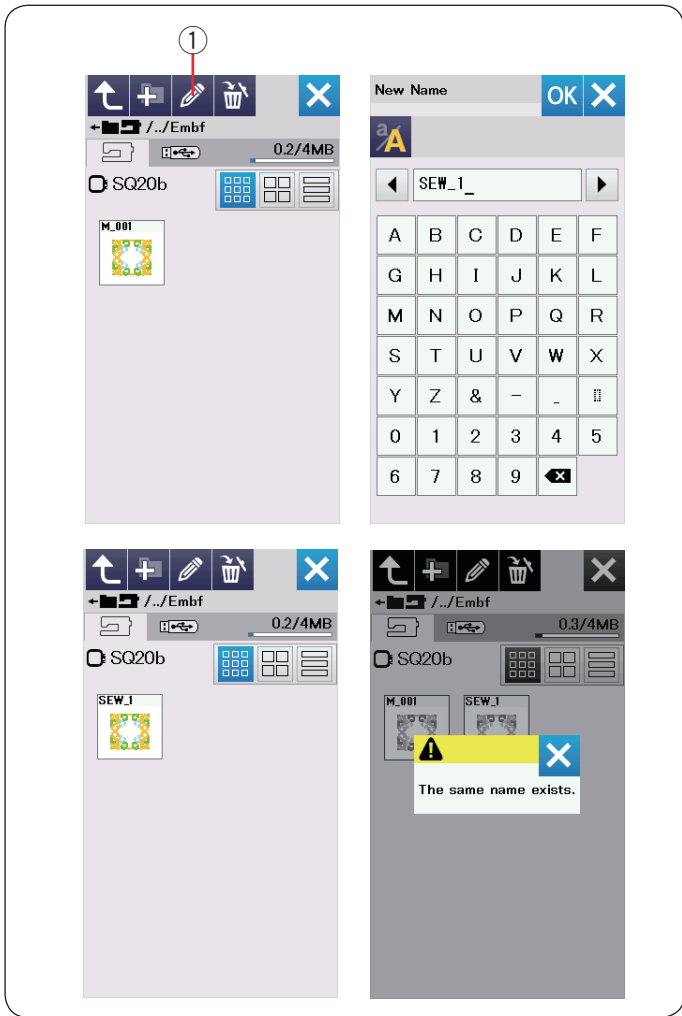 1
/../Embf
0.2/4MB
SQ20b
M_001
New Name
OK
a/A
SEW_1_
A B C D E F
G H I J K L
M N O P Q R
S T U V W X
Y Z & - _
0 1 2 3 4 5
6 7 8 9
/../Embf
0.2/4MB
SQ20b
SEW_1
/../Embf
0.3/4MB
SQ20b
M_001 SEW_1
The same name exists.